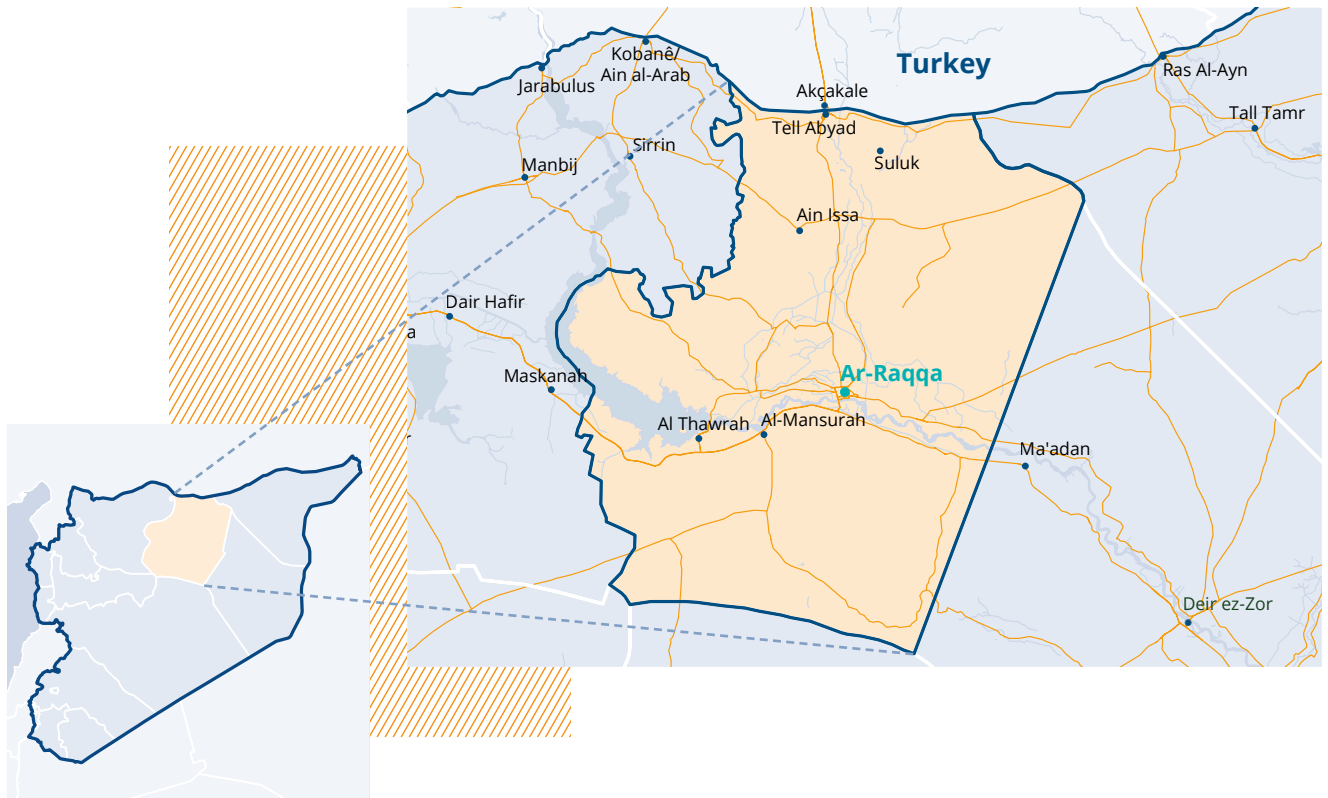 Turkey
Kobanê/
Ain al-Arab
Jarabulus
Akçakale
Tell Abyad
Ras Al-Ayn
Tall Tamr
Sirrin
Suluk
Manbij
Ain Issa
Dair Hafir
a
Maskanah
Ar-Raqqa
Al Thawrah
Al-Mansurah
r
Ma'adan
Deir ez-Zor